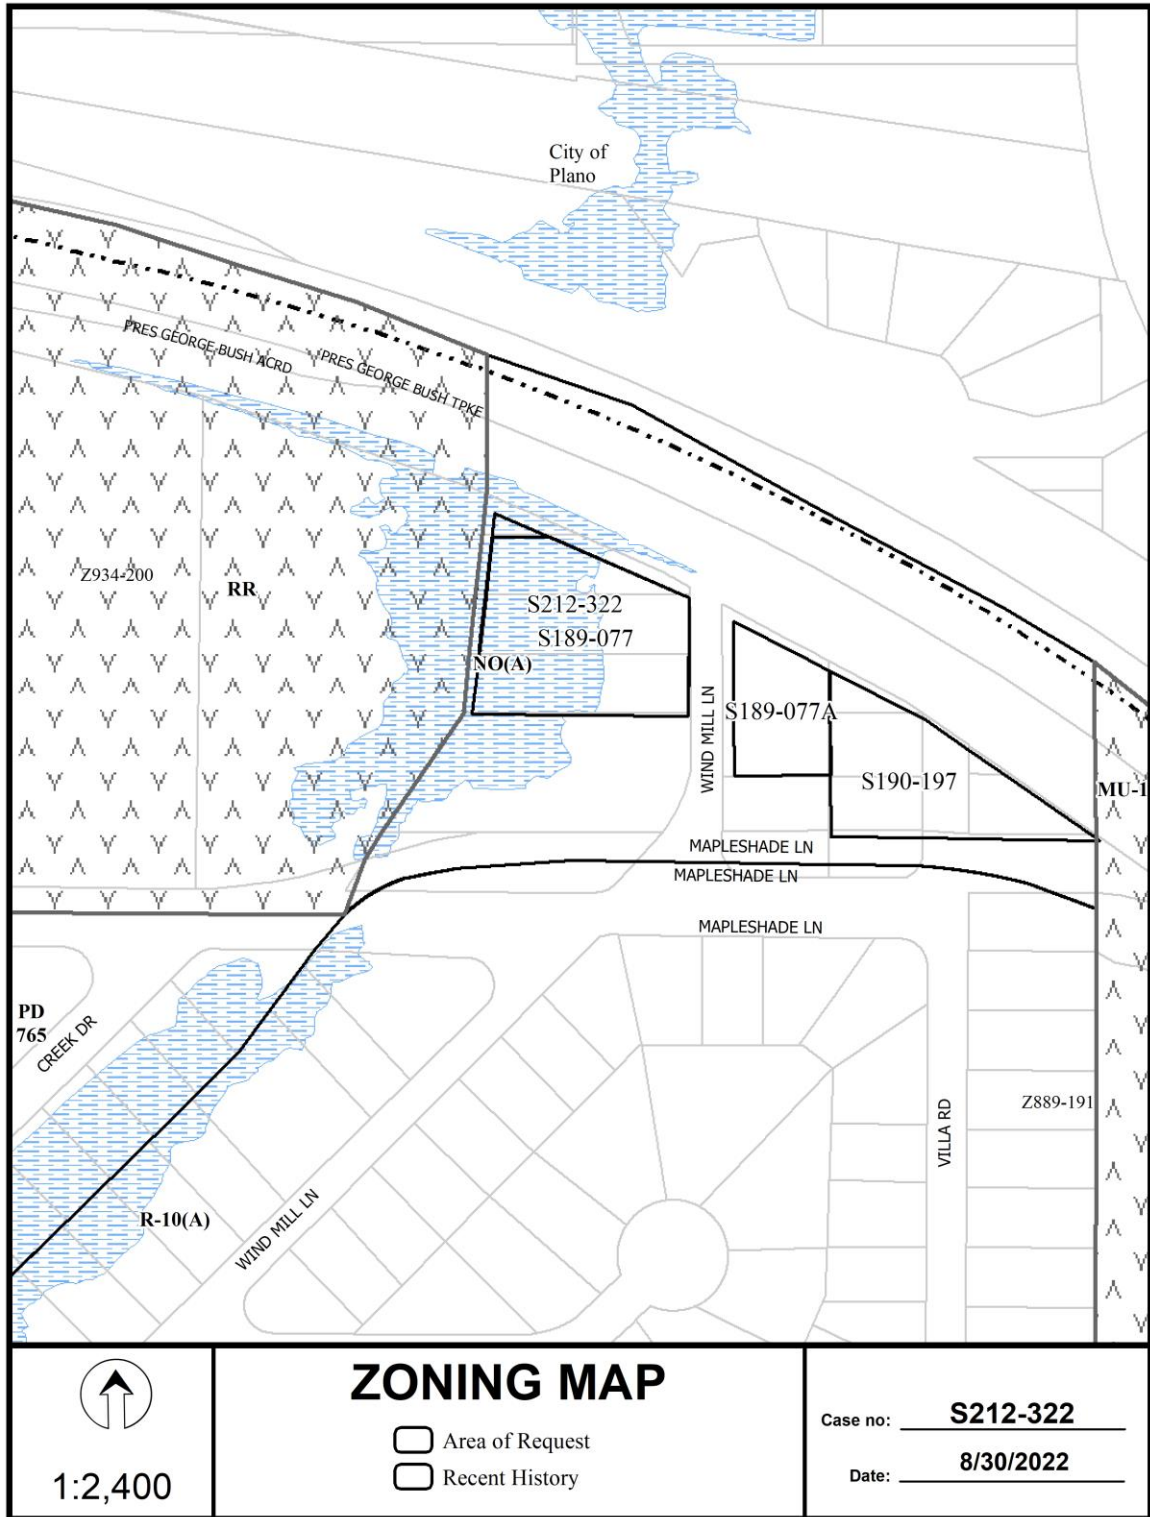 City of
Plano
PRES GEORGE BUSH ACRD
PRES GEORGE BUSH TPKE
Z934-200
RR
S212-322
S189-077
NO(A)
WIND MILL LN
S189-077A
S190-197
MU-1
MAPLESHADE LN
MAPLESHADE LN
MAPLESHADE LN
PD
765
CREEK DR
Z889-191
VILLA RD
R-10(A)
WIND MILL LN
1:2,400
ZONING MAP
Area of Request
Recent History
Case no: S212-322
Date: 8/30/2022